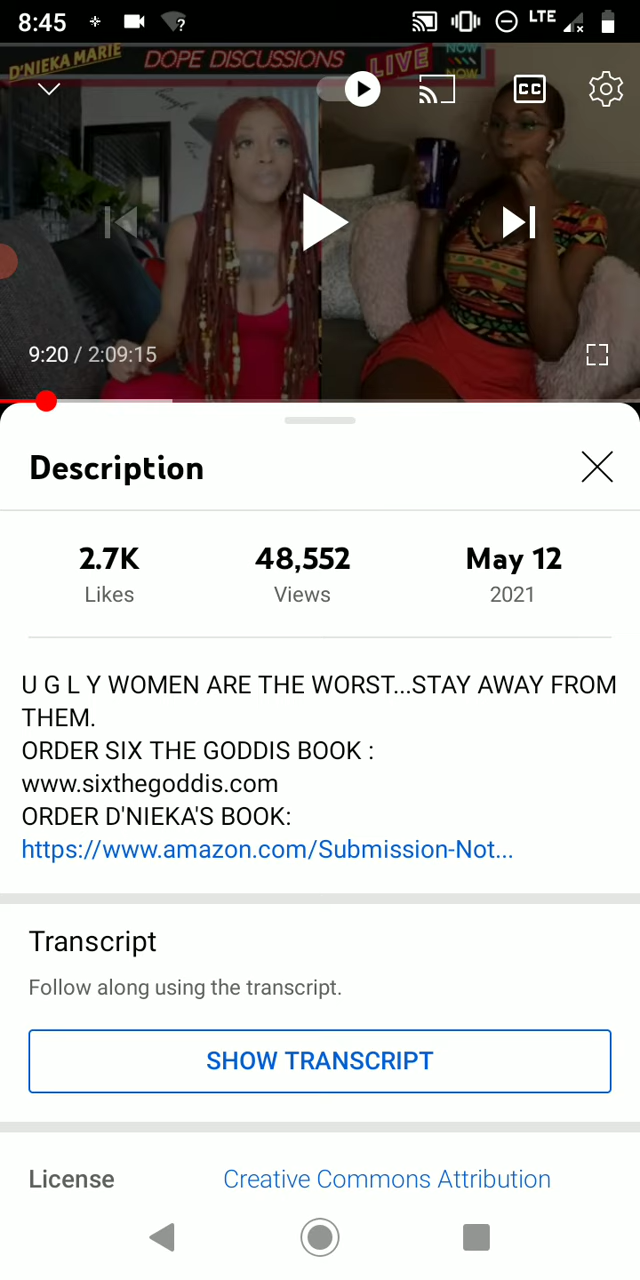 8:45
?
LTE
D'NIEKA MARIE
DOPE DISCUSSIONS
LIVE
NOW
NOW
CC
9:20 / 2:09:15
Description
2.7K
48,552
May 12
Likes
Views
2021
U G L Y WOMEN ARE THE WORST...STAY AWAY FROM
THEM.
ORDER SIX THE GODDIS BOOK :
www.sixthegoddis.com
ORDER D'NIEKA'S BOOK:
https://www.amazon.com/Submission-Not...
Transcript
Follow along using the transcript.
SHOW TRANSCRIPT
License
Creative Commons Attribution